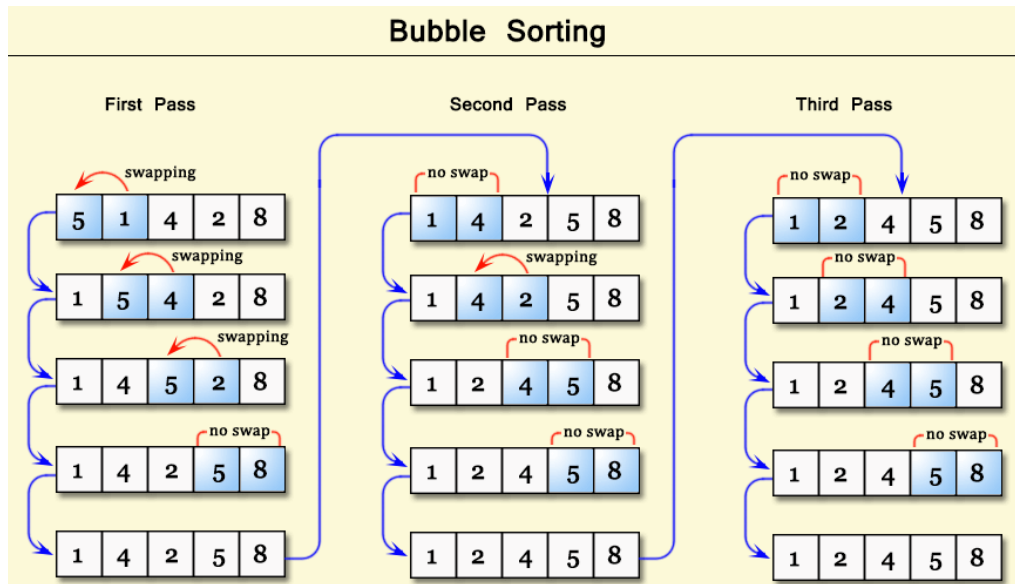 Bubble Sorting
First Pass
swapping
5 1 4 2 8
swapping
1 5 4 2 8
swapping
1 4 5 2 8
no swap
1 4 2 5 8
1 4 2 5 8
Second Pass
no swap
1 4 2 5 8
swapping
1 4 2 5 8
no swap
1 2 4 5 8
no swap
1 2 4 5 8
1 2 4 5 8
Third Pass
no swap
1 2 4 5 8
no swap
1 2 4 5 8
no swap
1 2 4 5 8
no swap
1 2 4 5 8
1 2 4 5 8